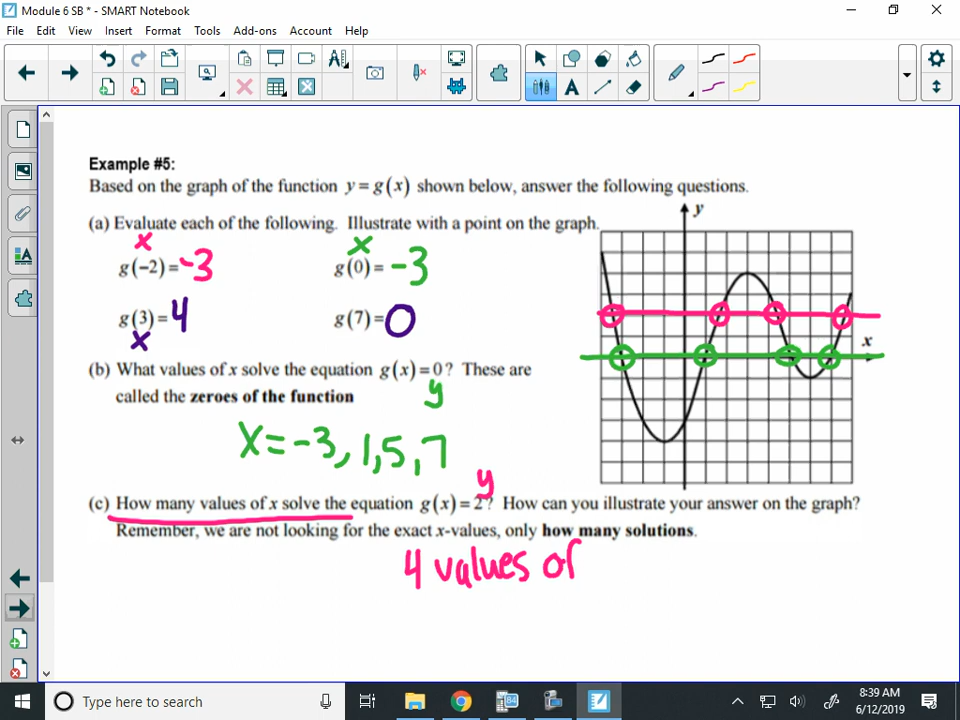 Module 6 SB * - SMART Notebook
File Edit View Insert Format Tools Add-ons Account Help
Example #5:
Based on the graph of the function y = g(x) shown below, answer the following questions.
(a) Evaluate each of the following. Illustrate with a point on the graph.
x x
g(−2)=-3 g(0)=-3
g(3)=4 g(7)=0
x
y
x
(b) What values of x solve the equation g(x)=0? These are
called the zeroes of the function
y
x=-3,1,5,7
y
(c) How many values of x solve the equation g(x)=2? How can you illustrate your answer on the graph?
Remember, we are not looking for the exact x-values, only how many solutions.
4 values of
Type here to search
8:39 AM
6/12/2019